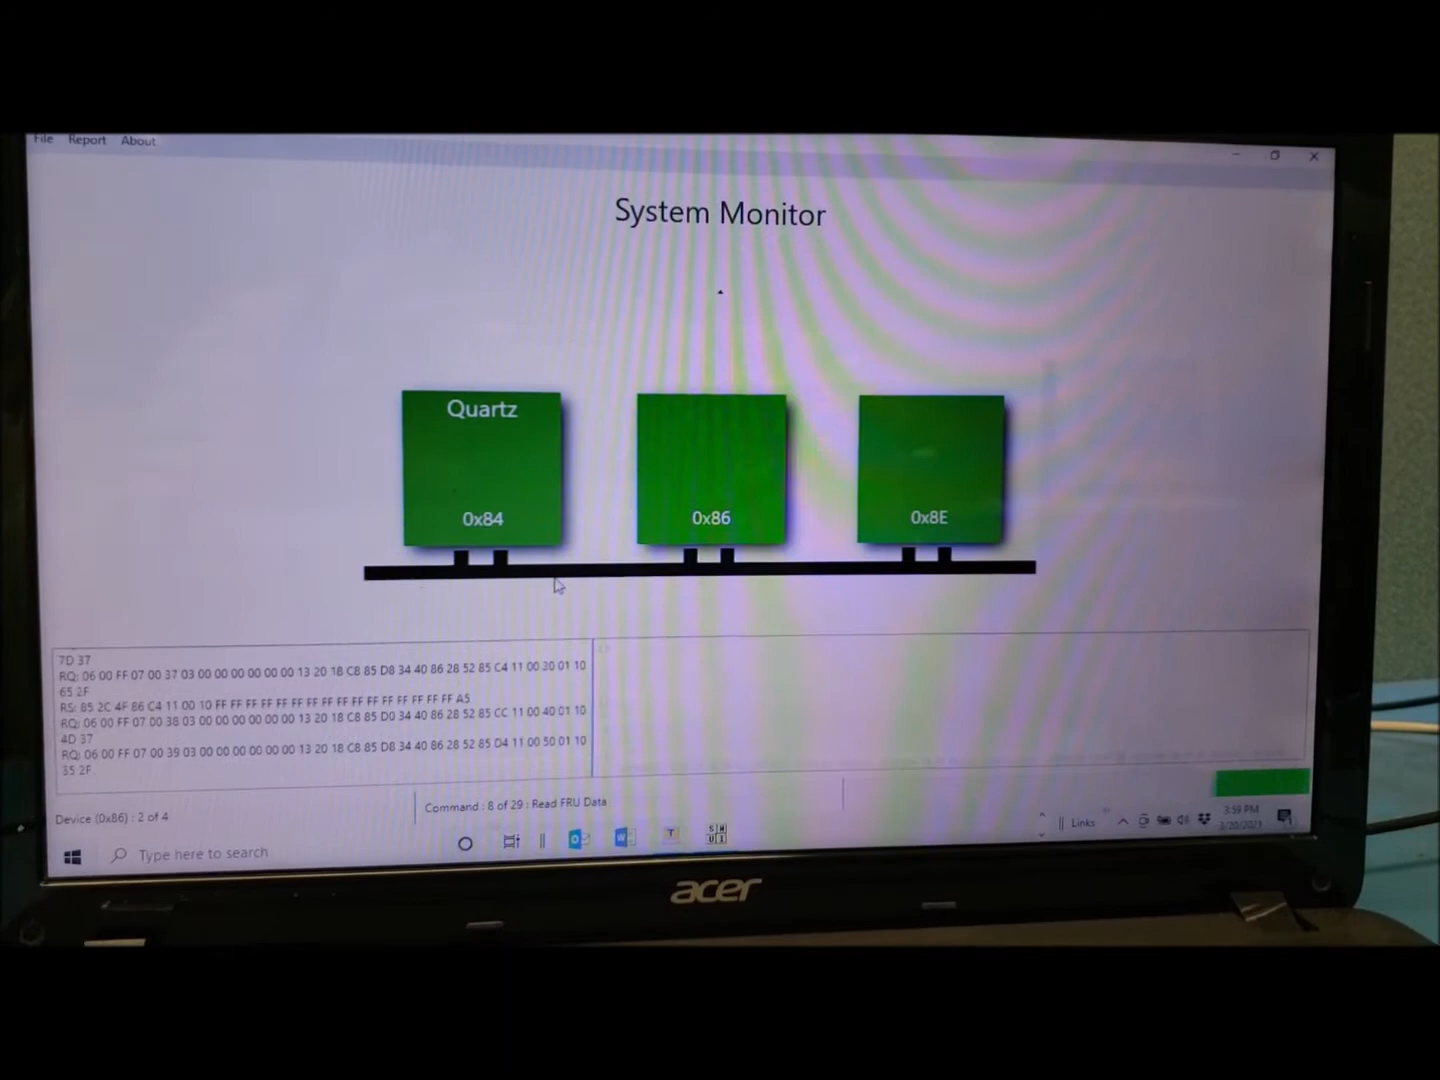 File Report About
System Monitor
Quartz
0x84
0x86
0x8E
7D 37
RQ: 06 00 FF 07 00 37 03 00 00 00 00 00 00 13 20 18 C8 85 D8 34 40 86 28 52 85 C4 11 00 30 01 10
65 2F
RS: 85 2C 4F 86 C4 11 00 10 FF FF FF FF FF FF FF FF FF FF FF FF FF FF FF FF A5
RQ: 06 00 FF 07 00 38 03 00 00 00 00 00 00 13 20 18 C8 85 D0 34 40 86 28 52 85 CC 11 00 40 01 10
4D 37
RQ: 06 00 FF 07 00 39 03 00 00 00 00 00 00 13 20 18 C8 85 D8 34 40 86 28 52 85 D4 11 00 50 01 10
35 2F
Device (0x86) : 2 of 4
Command : 8 of 29 : Read FRU Data
Type here to search
Links
3:59 PM
3/20/2021
acer